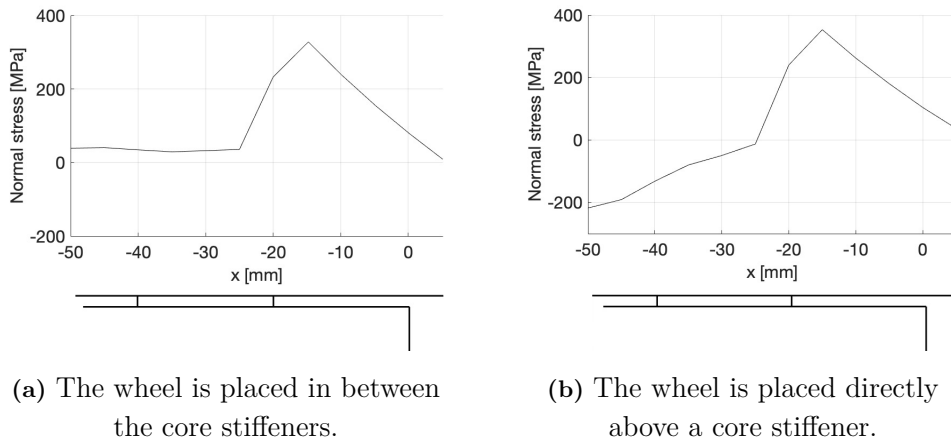 400
200
0
-200
Normal stress [MPa]
-50 -40 -30 -20 -10 0
x [mm]
(a) The wheel is placed in between
the core stiffeners.
400
200
0
-200
Normal stress [MPa]
-50 -40 -30 -20 -10 0
x [mm]
(b) The wheel is placed directly
above a core stiffener.